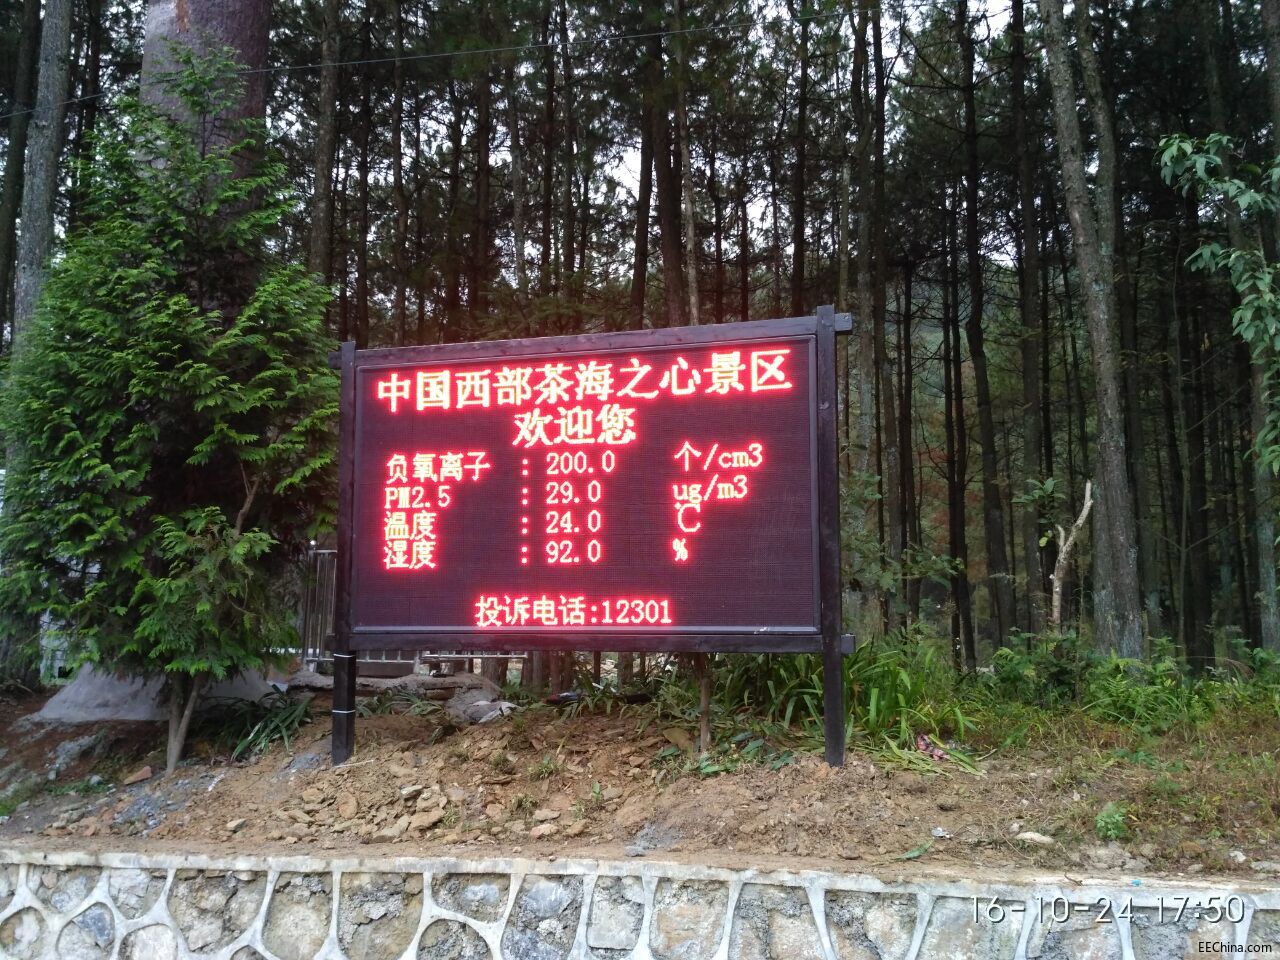 中国西部茶海之心景区
欢迎您
负氧离子 : 200.0 个/cm3
PM2.5 : 29.0 ug/m3
温度 : 24.0 ℃
湿度 : 92.0 %
投诉电话:12301
16-10-24 17:50
EEChina.com